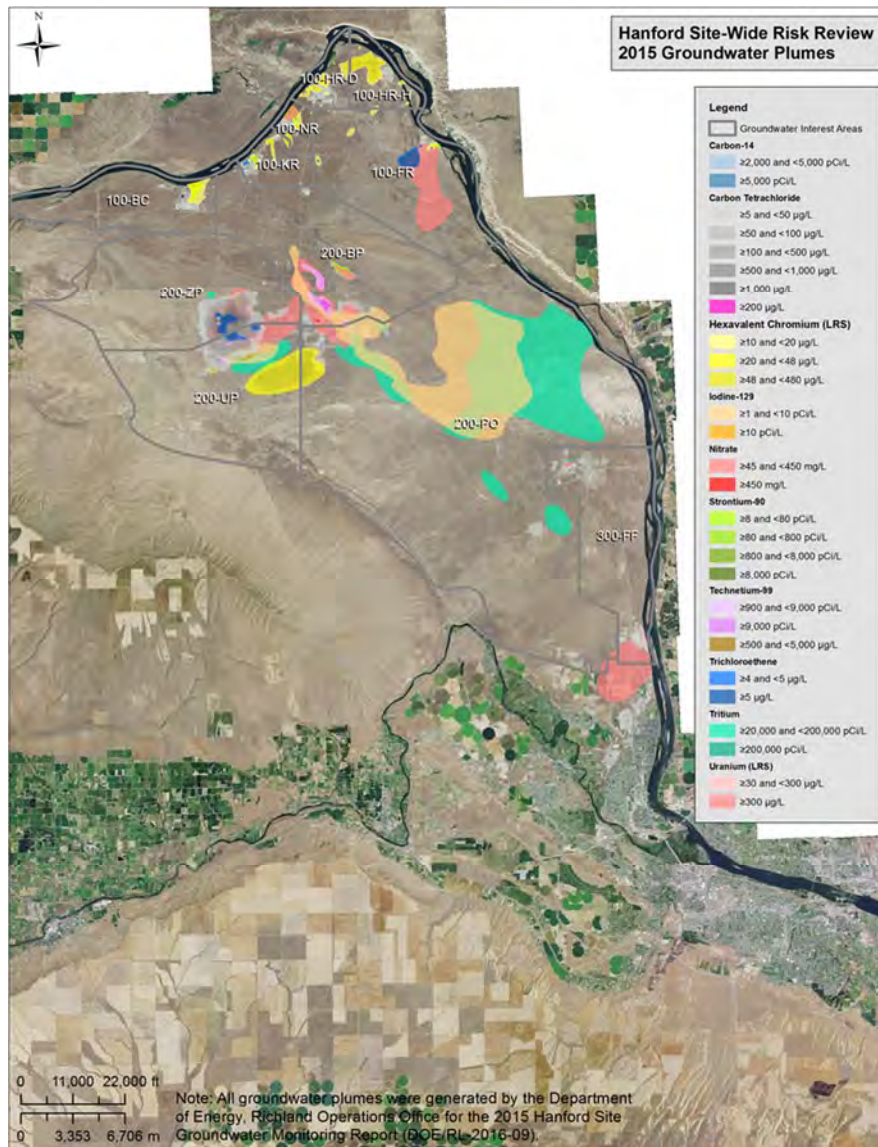 Hanford Site-Wide Risk Review
2015 Groundwater Plumes
N
Legend
Groundwater Interest Areas
Carbon-14
≥2,000 and <5,000 pCi/L
≥5,000 pCi/L
Carbon Tetrachloride
≥5 and <50 µg/L
≥50 and <100 µg/L
≥100 and <500 µg/L
≥500 and <1,000 µg/L
≥1,000 µg/L
≥200 µg/L
Hexavalent Chromium (LRS)
≥10 and <20 µg/L
≥20 and <48 µg/L
≥48 and <480 µg/L
Iodine-129
≥1 and <10 pCi/L
≥10 pCi/L
Nitrate
≥45 and <450 mg/L
≥450 mg/L
Strontium-90
≥8 and <80 pCi/L
≥80 and <800 pCi/L
≥800 and <8,000 pCi/L
≥8,000 pCi/L
Technetium-99
≥900 and <9,000 pCi/L
≥9,000 pCi/L
≥500 and <5,000 µg/L
Trichloroethene
≥4 and <5 µg/L
≥5 µg/L
Tritium
≥20,000 and <200,000 pCi/L
≥200,000 pCi/L
Uranium (LRS)
≥30 and <300 µg/L
≥300 µg/L
100-HR-D
100-HR-H
100-NR
100-KR
100-FR
100-BC
200-BP
200-ZP
200-UP
200-PO
300-FF
0 11,000 22,000 ft
0 3,353 6,706 m
Note: All groundwater plumes were generated by the Department
of Energy, Richland Operations Office for the 2015 Hanford Site
Groundwater Monitoring Report (DOE/RL-2016-09).